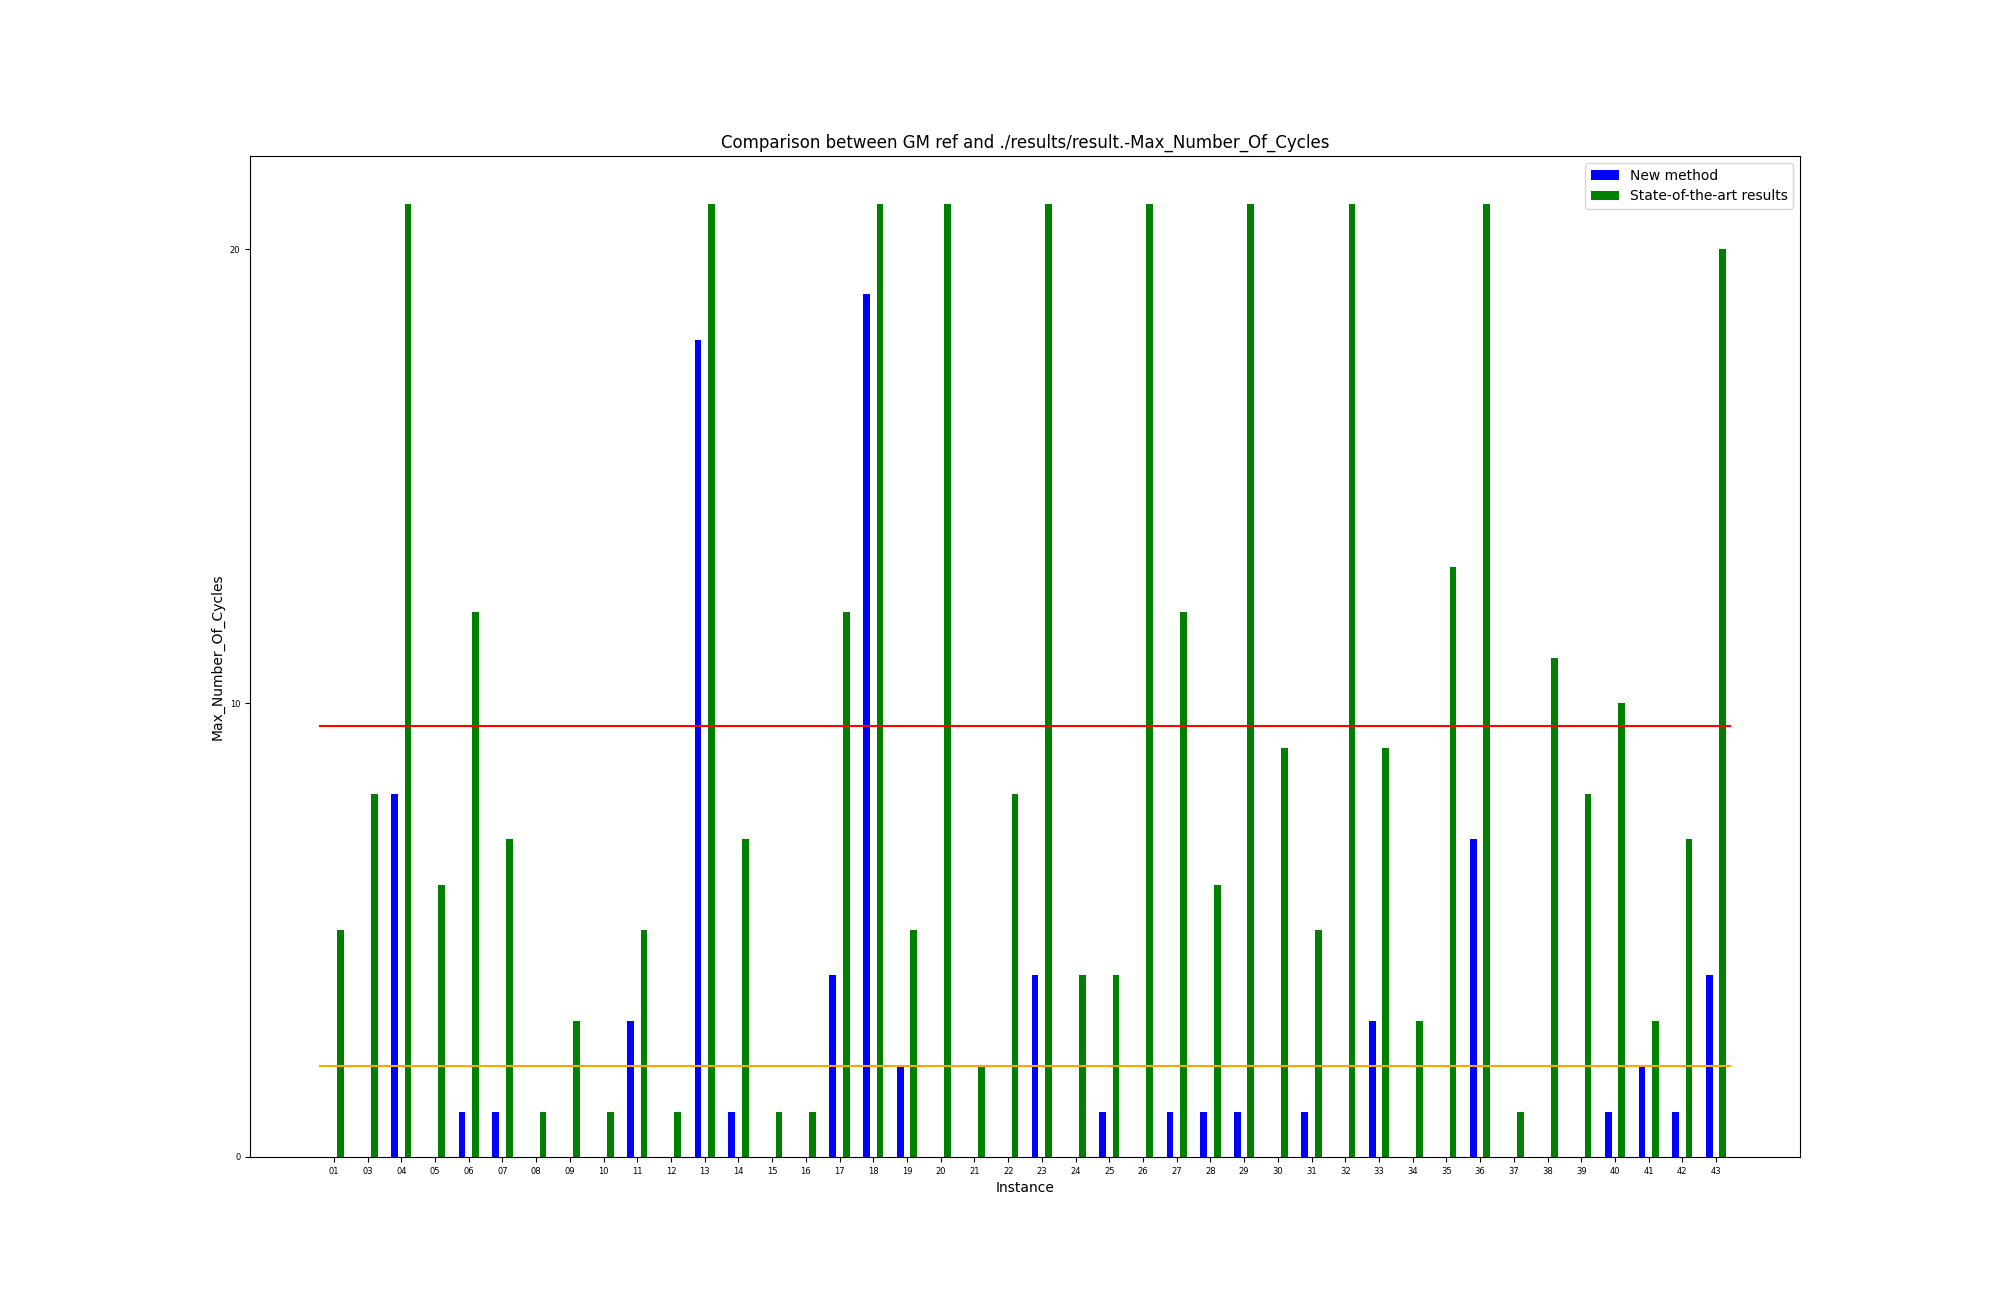 Comparison between GM ref and ./results/result.-Max_Number_Of_Cycles
New method
State-of-the-art results
20
10
0
Max_Number_Of_Cycles
01 03 04 05 06 07 08 09 10 11 12 13 14 15 16 17 18 19 20 21 22 23 24 25 26 27 28 29 30 31 32 33 34 35 36 37 38 39 40 41 42 43
Instance